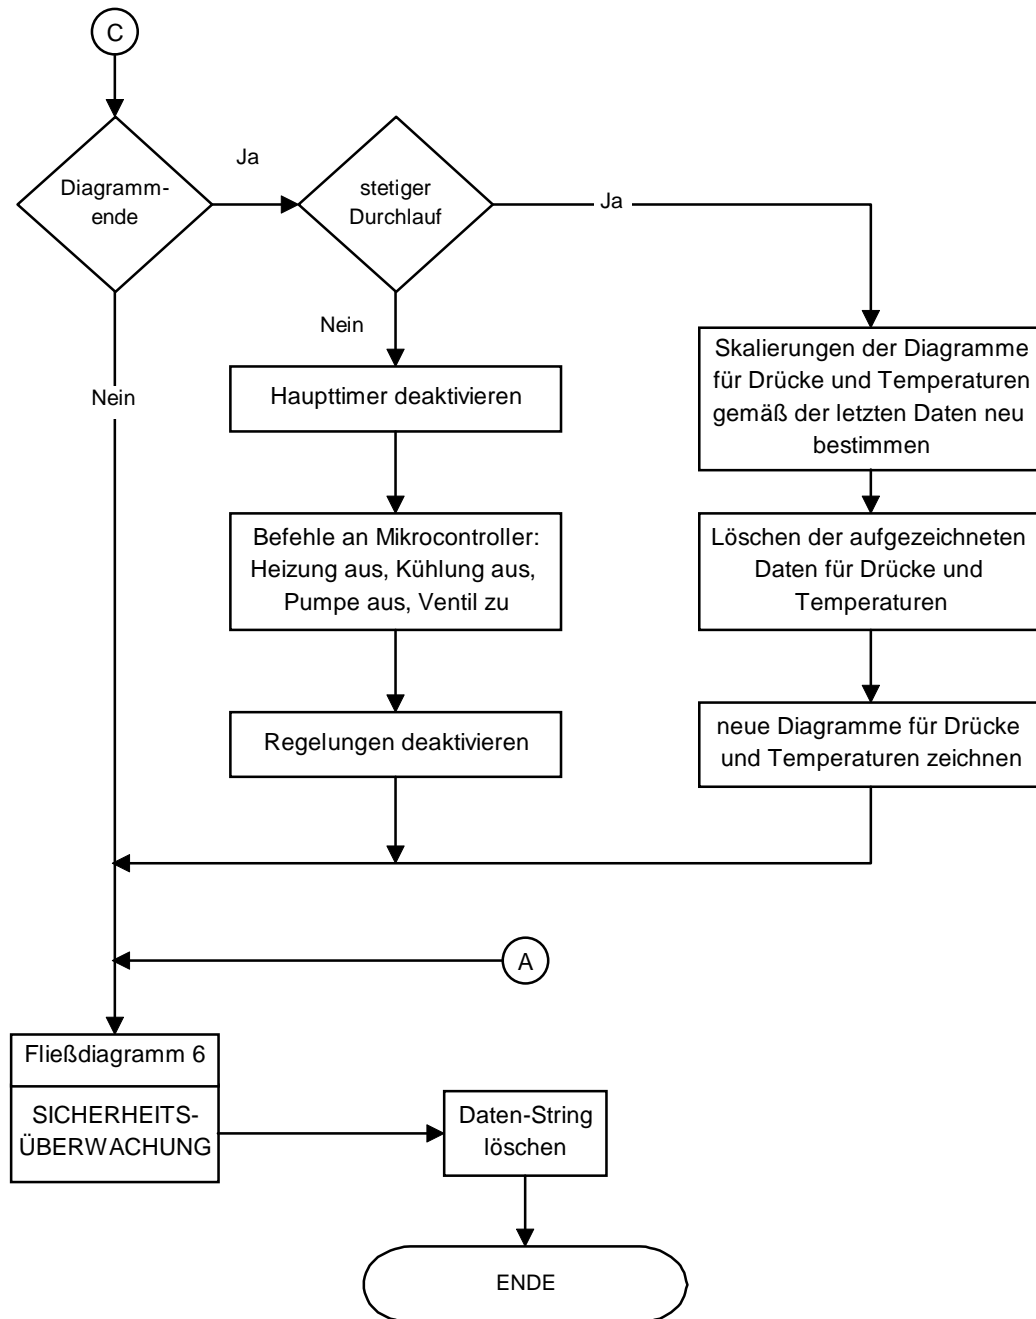 C
Diagramm-
ende
Ja
stetiger
Durchlauf
Ja
Nein
Nein
Haupttimer deaktivieren
Befehle an Mikrocontroller:
Heizung aus, Kühlung aus,
Pumpe aus, Ventil zu
Regelungen deaktivieren
Skalierungen der Diagramme
für Drücke und Temperaturen
gemäß der letzten Daten neu
bestimmen
Löschen der aufgezeichneten
Daten für Drücke und
Temperaturen
neue Diagramme für Drücke
und Temperaturen zeichnen
A
Fließdiagramm 6
SICHERHEITS-
ÜBERWACHUNG
Daten-String
löschen
ENDE